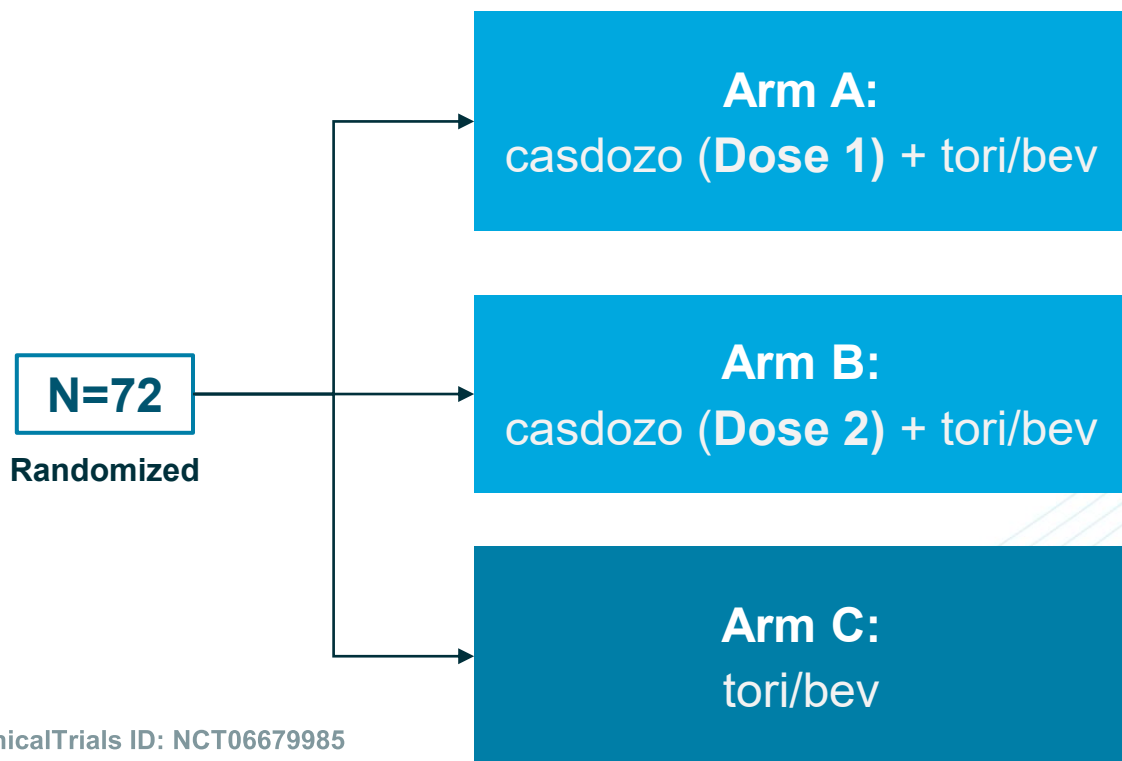 Arm A:
casdozo (Dose 1) + tori/bev
Arm B:
casdozo (Dose 2) + tori/bev
N=72
Randomized
Arm C:
tori/bev
nicalTrials ID: NCT06679985